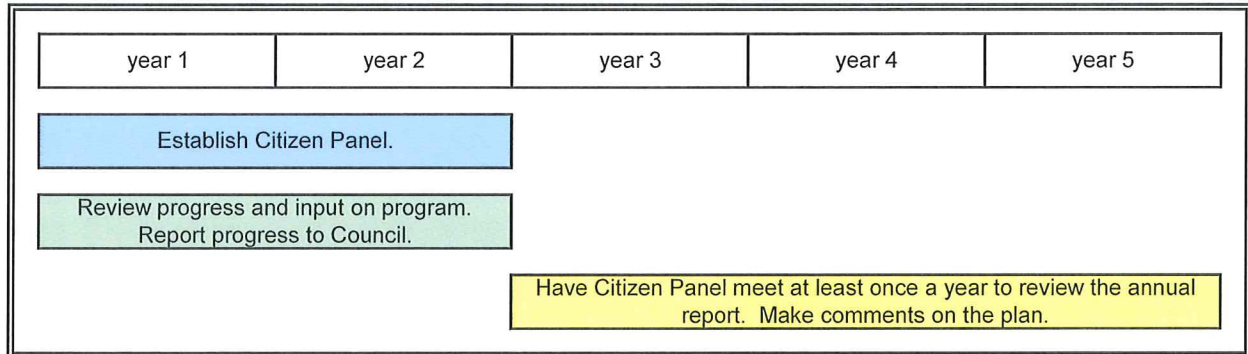 year 1 year 2 year 3 year 4 year 5
Establish Citizen Panel.
Review progress and input on program.
Report progress to Council.
Have Citizen Panel meet at least once a year to review the annual
report. Make comments on the plan.